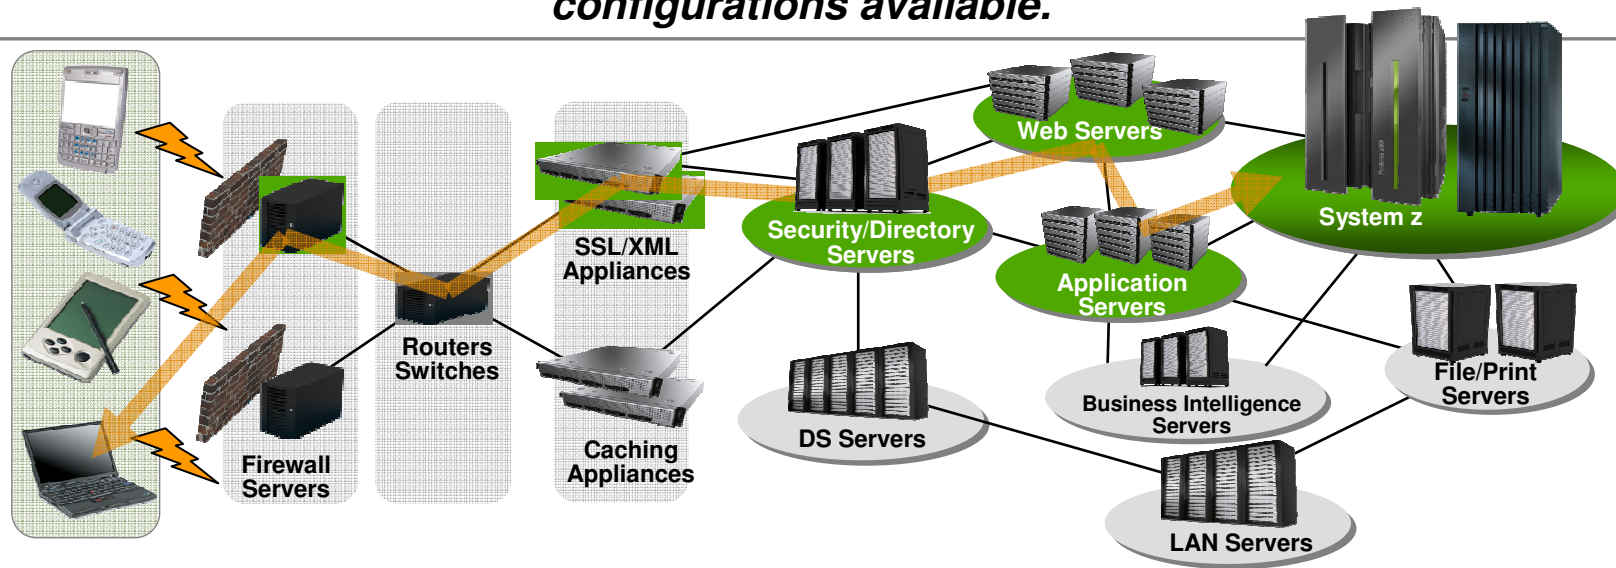 configurations available.
Web Servers
System z
Security/Directory
Servers
SSL/XML
Appliances
Application
Servers
Routers
Switches
File/Print
Servers
Business Intelligence
Servers
DS Servers
Caching
Appliances
Firewall
Servers
LAN Servers